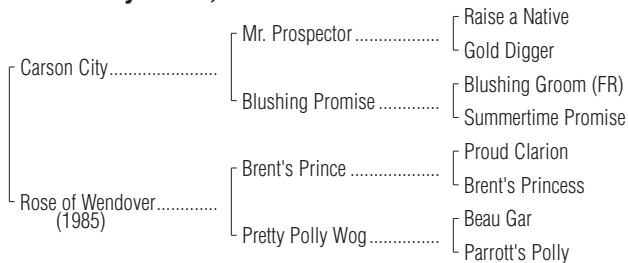 Raise a Native
Mr. Prospector ..................
Gold Digger
Carson City.......................
Blushing Groom (FR)
Blushing Promise .............
Summertime Promise
Proud Clarion
Brent's Prince ...................
Brent's Princess
Rose of Wendover.............
(1985)
Beau Gar
Pretty Polly Wog...............
Parrott's Polly